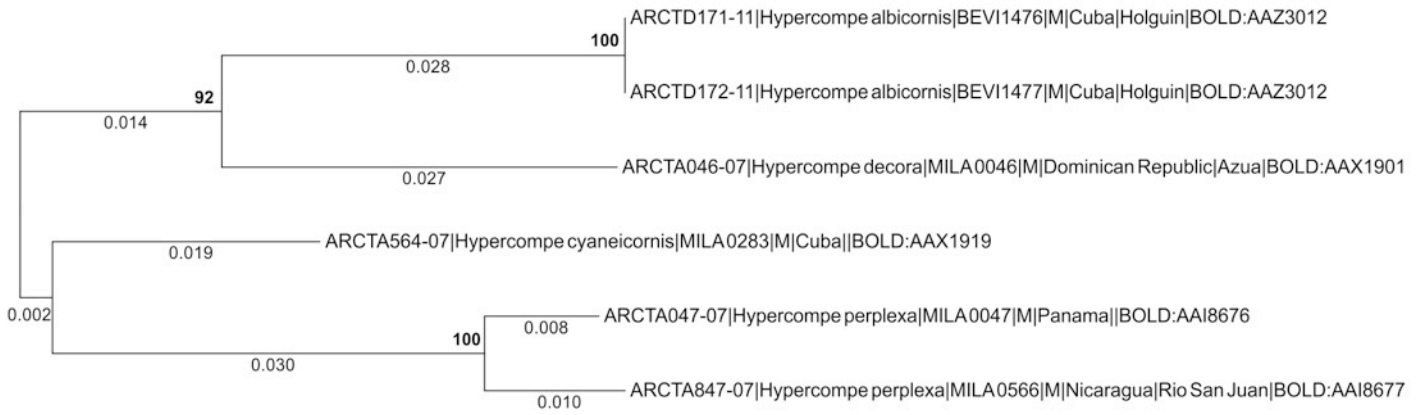 ARCTD171-11|Hypercompe albicornis|BEVI1476|M|Cuba|Holguin|BOLD:AAZ3012
100
0.028
ARCTD172-11|Hypercompe albicornis|BEVI1477|M|Cuba|Holguin|BOLD:AAZ3012
92
0.014
ARCTA046-07|Hypercompe decora|MILA0046|M|Dominican Republic|Azua|BOLD:AAX1901
0.027
ARCTA564-07|Hypercompe cyaneicornis|MILA0283|M|Cuba||BOLD:AAX1919
0.019
0.002
ARCTA047-07|Hypercompe perplexa|MILA0047|M|Panama||BOLD:AAI8676
0.008
100
0.030
ARCTA847-07|Hypercompe perplexa|MILA0566|M|Nicaragua|Rio San Juan|BOLD:AAI8677
0.010